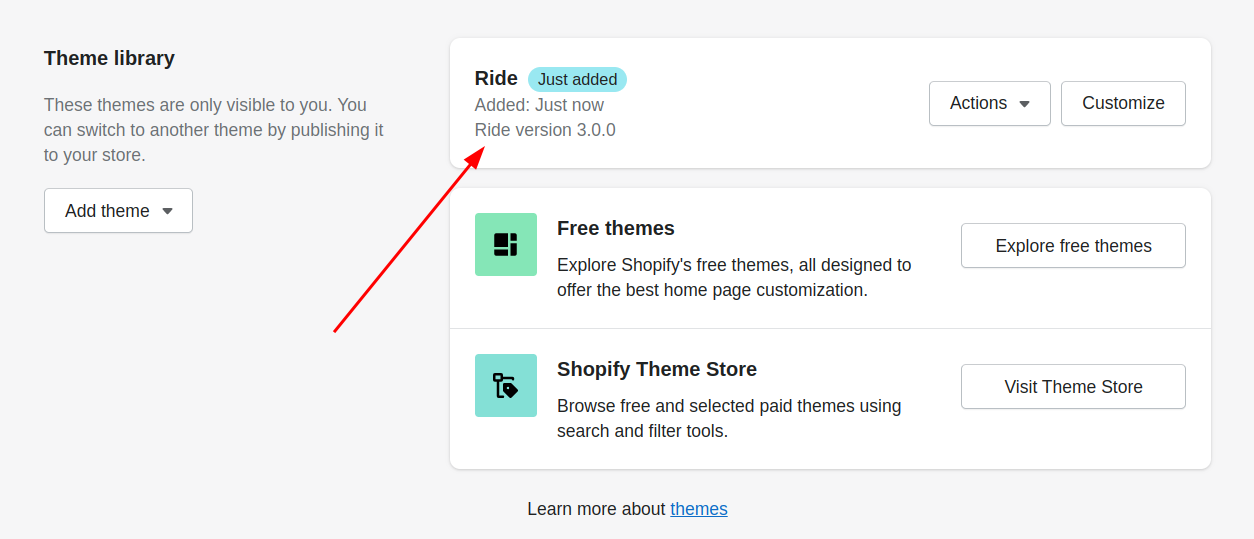 Theme library
These themes are only visible to you. You
can switch to another theme by publishing it
to your store.
Add theme
Ride Just added
Added: Just now
Ride version 3.0.0
Actions Customize
Free themes
Explore Shopify's free themes, all designed to
offer the best home page customization.
Explore free themes
Shopify Theme Store
Browse free and selected paid themes using
search and filter tools.
Visit Theme Store
Learn more about themes